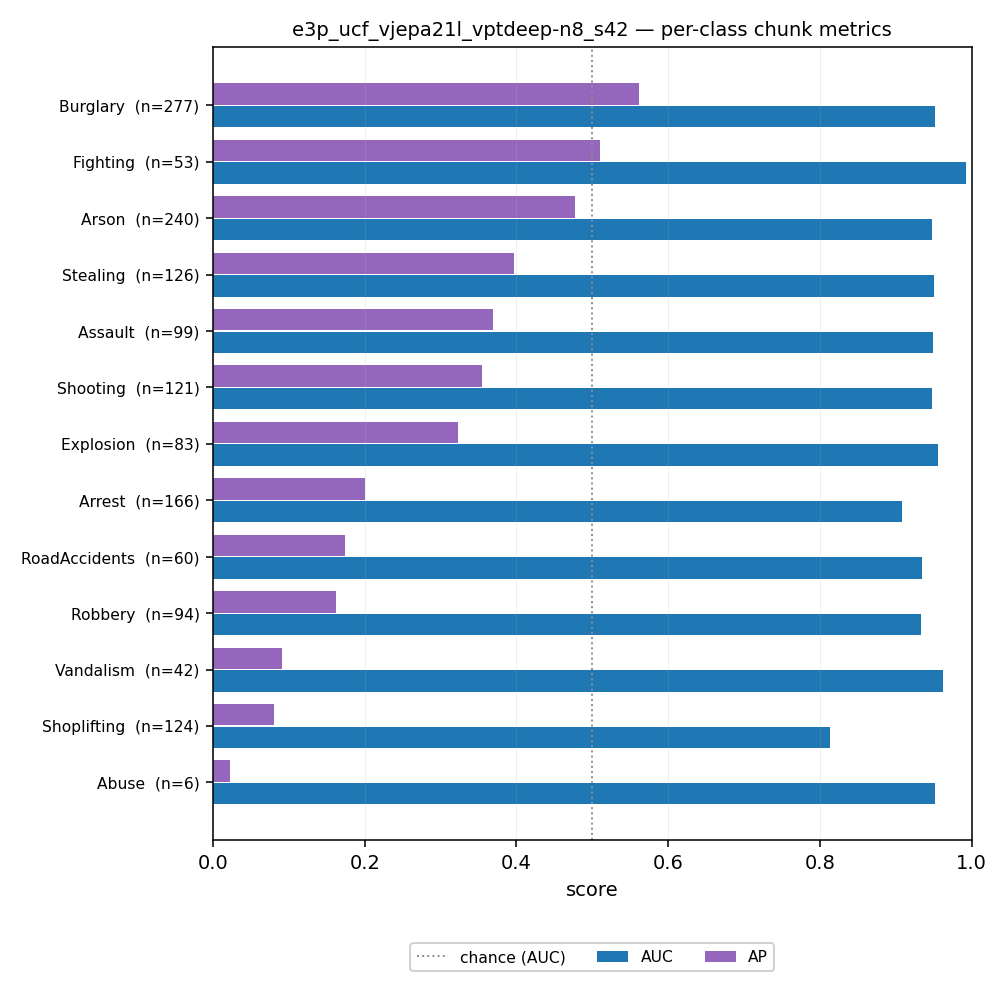 e3p_ucf_vjepa21l_vptdeep-n8_s42 — per-class chunk metrics
Burglary (n=277)
Fighting (n=53)
Arson (n=240)
Stealing (n=126)
Assault (n=99)
Shooting (n=121)
Explosion (n=83)
Arrest (n=166)
RoadAccidents (n=60)
Robbery (n=94)
Vandalism (n=42)
Shoplifting (n=124)
Abuse (n=6)
0.0 0.2 0.4 0.6 0.8 1.0
score
chance (AUC) AUC AP